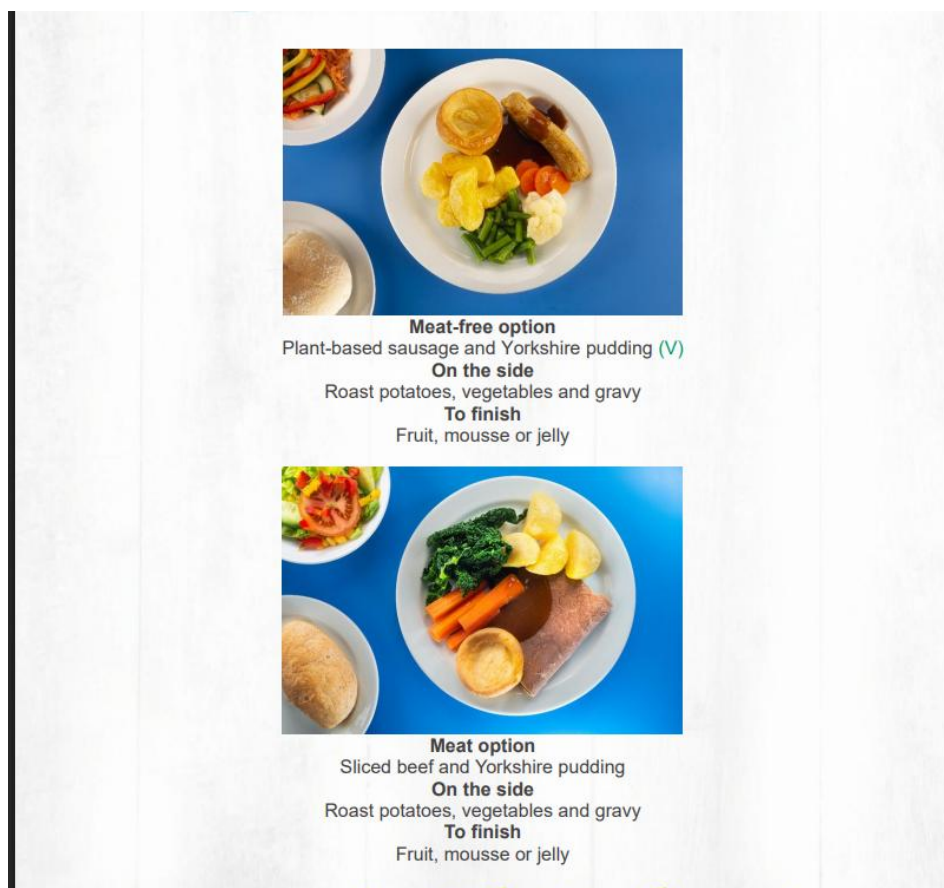 Meat-free option
Plant-based sausage and Yorkshire pudding (V)
On the side
Roast potatoes, vegetables and gravy
To finish
Fruit, mousse or jelly
Meat option
Sliced beef and Yorkshire pudding
On the side
Roast potatoes, vegetables and gravy
To finish
Fruit, mousse or jelly